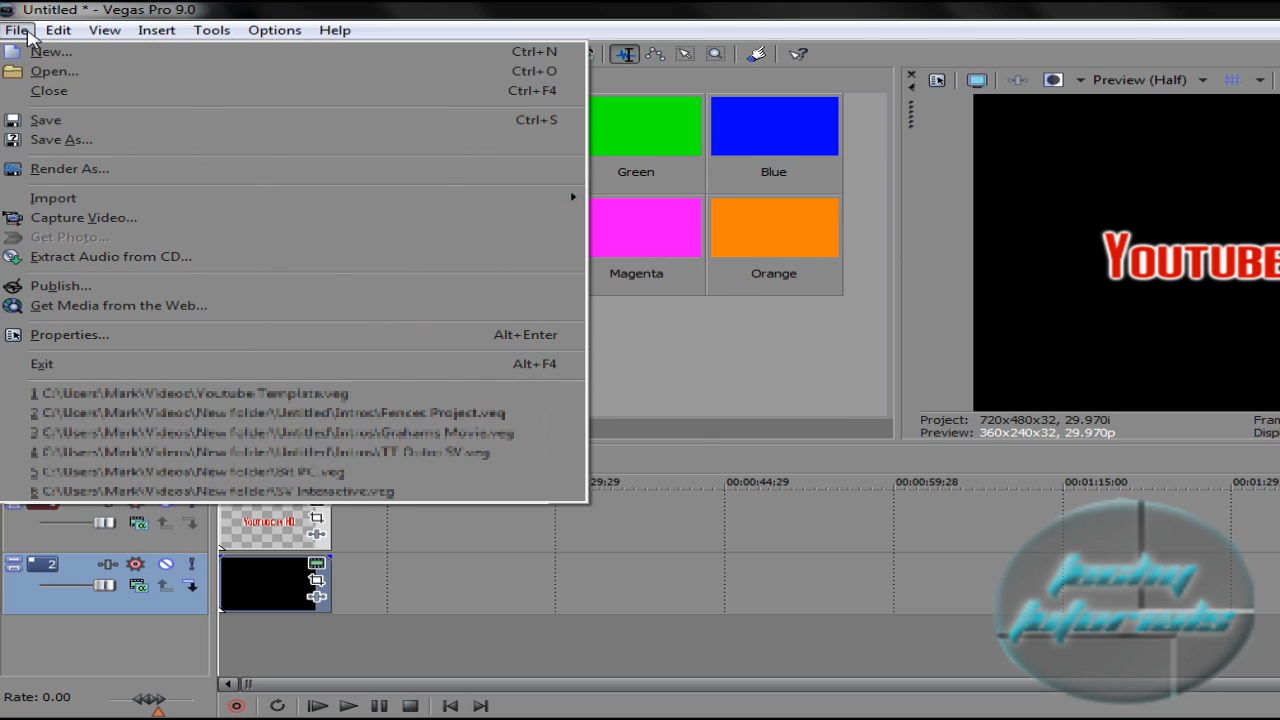 Untitled * - Vegas Pro 9.0
File Edit View Insert Tools Options Help
New... Ctrl+N
Open... Ctrl+O
Close Ctrl+F4
Save Ctrl+S
Save As...
Render As...
Import
Capture Video...
Get Photo...
Extract Audio from CD...
Publish...
Get Media from the Web...
Properties... Alt+Enter
Exit Alt+F4
1 C:\Users\Mark\Videos\Youtube Template.veg
2 C:\Users\Mark\Videos\New folder\Untitled\Intros\Fences Project.veg
3 C:\Users\Mark\Videos\New folder\Untitled\Intros\Grahams Movie.veg
4 C:\Users\Mark\Videos\New folder\Untitled\Intros\TT Outro SV.veg
5 C:\Users\Mark\Videos\New folder\Bit PC.veg
6 C:\Users\Mark\Videos\New folder\SV Interactive.veg
Green
Blue
Magenta
Orange
Preview (Half)
YOUTUBE
Project: 720x480x32, 29.970i
Preview: 360x240x32, 29.970p
Fram
Disp
29:29 00:00:44:29 00:00:59:28 00:01:15:00 00:01:29
2
Rate: 0.00